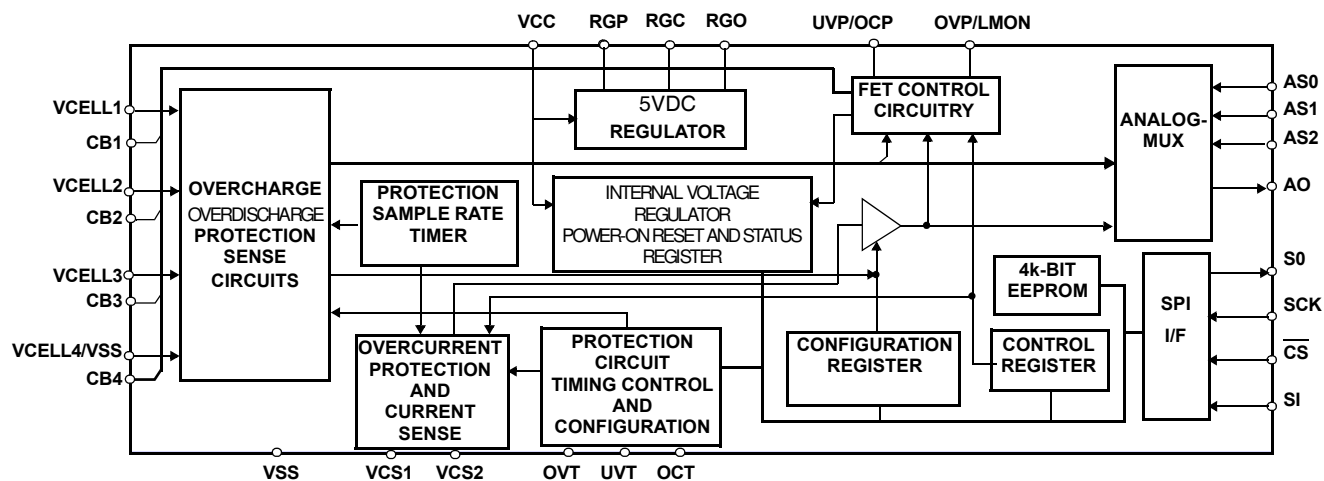 VCC RGP RGC RGO UVP/OCP OVP/LMON
VCELL1
CB1
VCELL2
CB2
VCELL3
CB3
VCELL4/VSS
CB4
OVERCHARGE
OVERDISCHARGE
PROTECTION
SENSE
CIRCUITS
5VDC
REGULATOR
FET CONTROL
CIRCUITRY
ANALOG-
MUX
AS0
AS1
AS2
AO
PROTECTION
SAMPLE RATE
TIMER
INTERNAL VOLTAGE
REGULATOR
POWER-ON RESET AND STATUS
REGISTER
4k-BIT
EEPROM
SPI
I/F
S0
SCK
CS
SI
OVERCURRENT
PROTECTION
AND
CURRENT
SENSE
PROTECTION
CIRCUIT
TIMING CONTROL
AND
CONFIGURATION
CONFIGURATION
REGISTER
CONTROL
REGISTER
VSS VCS1 VCS2 OVT UVT OCT